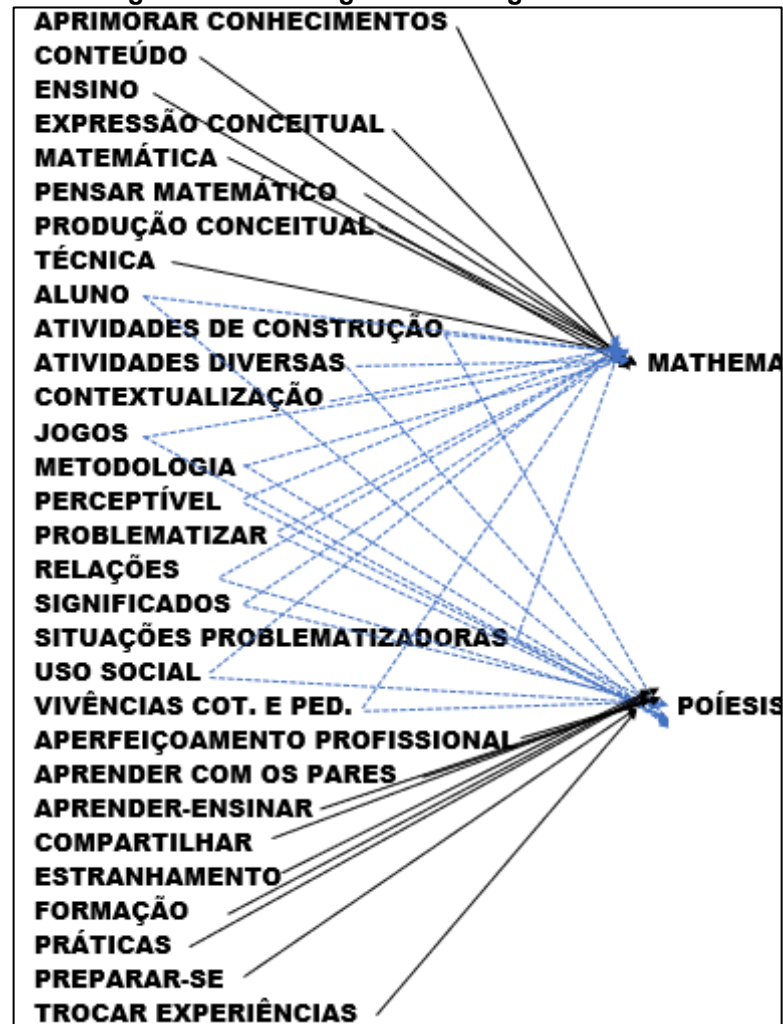 APRIMORAR CONHECIMENTOS
CONTEÚDO
ENSINO
EXPRESSÃO CONCEITUAL
MATEMÁTICA
PENSAR MATEMÁTICO
PRODUÇÃO CONCEITUAL
TÉCNICA
ALUNO
ATIVIDADES DE CONSTRUÇÃO
ATIVIDADES DIVERSAS
MATHEMA
CONTEXTUALIZAÇÃO
JOGOS
METODOLOGIA
PERCEPTÍVEL
PROBLEMATIZAR
RELAÇÕES
SIGNIFICADOS
SITUAÇÕES PROBLEMATIZADORAS
USO SOCIAL
VIVÊNCIAS COT. E PED.
POÍESIS
APERFEIÇOAMENTO PROFISSIONAL
APRENDER COM OS PARES
APRENDER-ENSINAR
COMPARTILHAR
ESTRANHAMENTO
FORMAÇÃO
PRÁTICAS
PREPARAR-SE
TROCAR EXPERIÊNCIAS